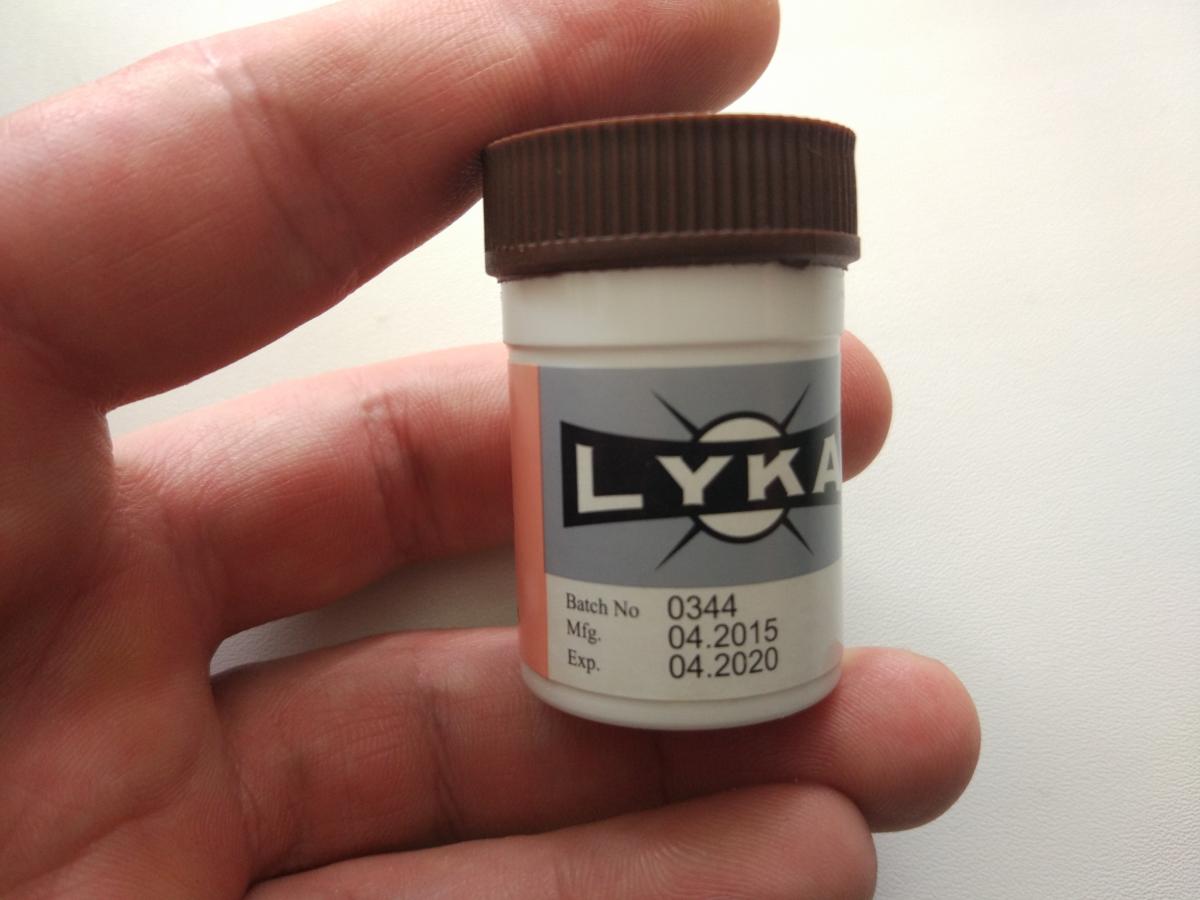 LYKA
Batch No 0344
Mfg. 04.2015
Exp. 04.2020